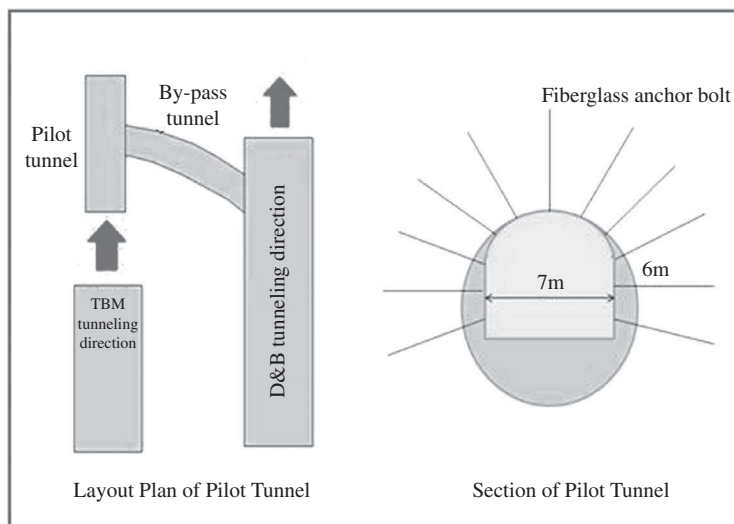 By-pass
tunnel
Pilot
tunnel
TBM
tunneling
direction
D&B tunneling direction
Layout Plan of Pilot Tunnel
Fiberglass anchor bolt
6m
7m
Section of Pilot Tunnel